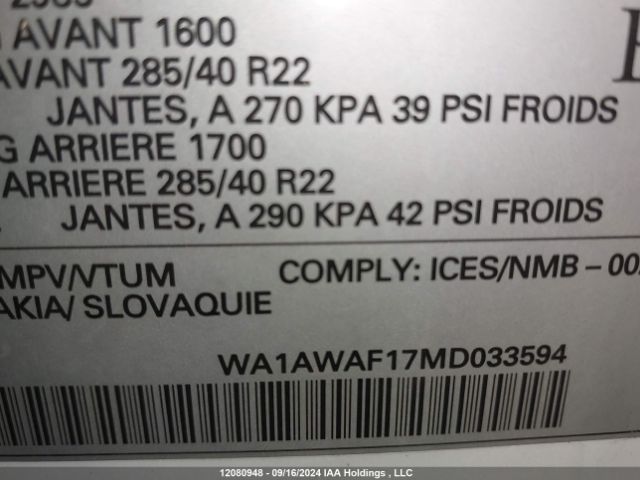 AVANT 1600
AVANT 285/40 R22
JANTES, A 270 KPA 39 PSI FROIDS
G ARRIERE 1700
ARRIERE 285/40 R22
JANTES, A 290 KPA 42 PSI FROIDS
MPV/VTUM COMPLY: ICES/NMB – 00
AKIA/ SLOVAQUIE
WA1AWAF17MD033594
12080948 - 09/16/2024 IAA Holdings , LLC